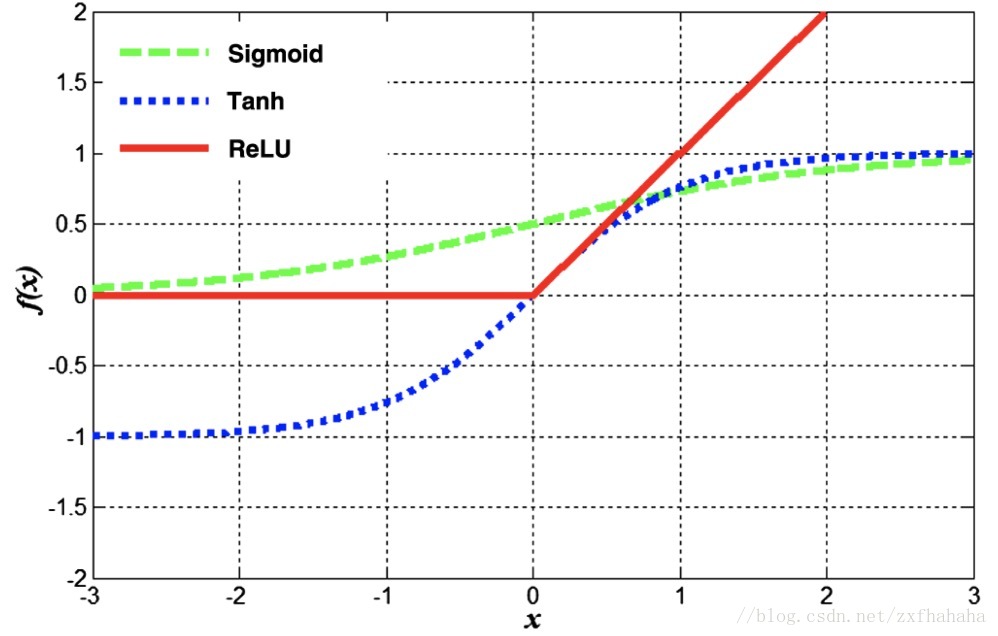 2
Sigmoid
1.5
Tanh
1
ReLU
0.5
f(x)
0
-0.5
-1
-1.5
-2
-3 -2 -1 0 1 2 3
x
//blog.csdn.net/zxfhahaha